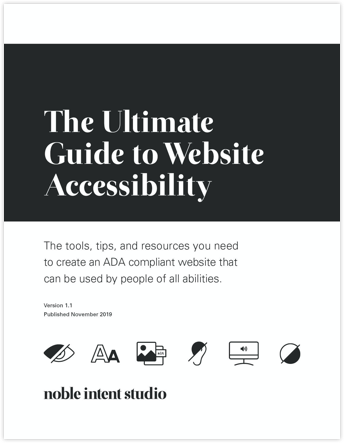 The Ultimate
Guide to Website
Accessibility
The tools, tips, and resources you need
to create an ADA compliant website that
can be used by people of all abilities.
Version 1.1
Published November 2019
AA
noble intent studio